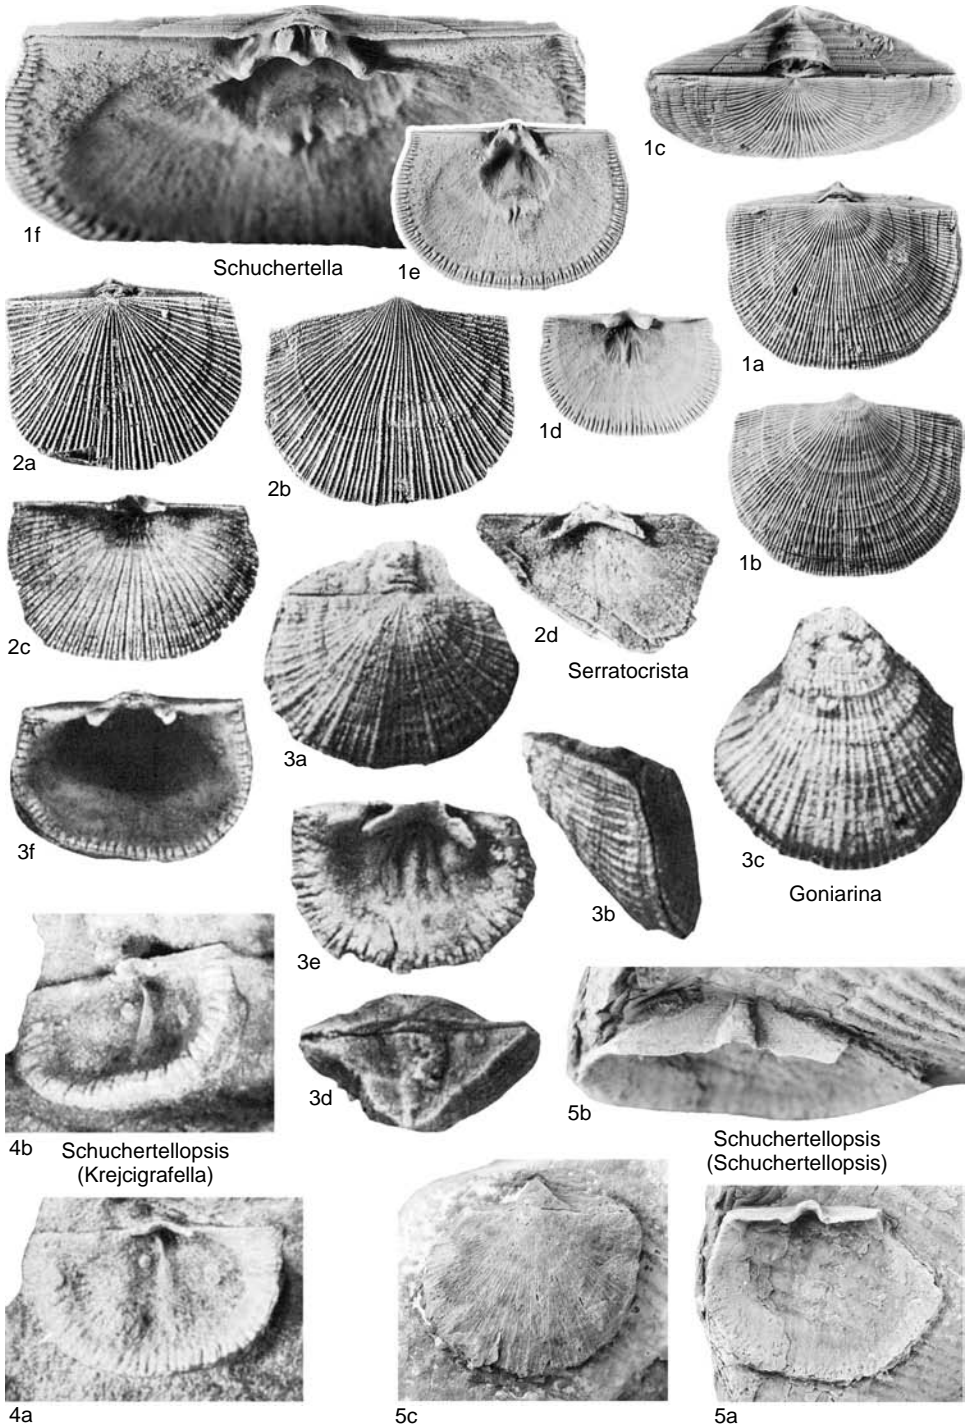 1f
Schuchertella
1e
1c
1a
2a
2b
1d
1b
2c
2d
Serratocrista
3a
3f
3b
3c
Goniarina
3e
3d
4b
Schuchertellopsis
(Krejcigrafella)
5b
Schuchertellopsis
(Schuchertellopsis)
4a
5c
5a